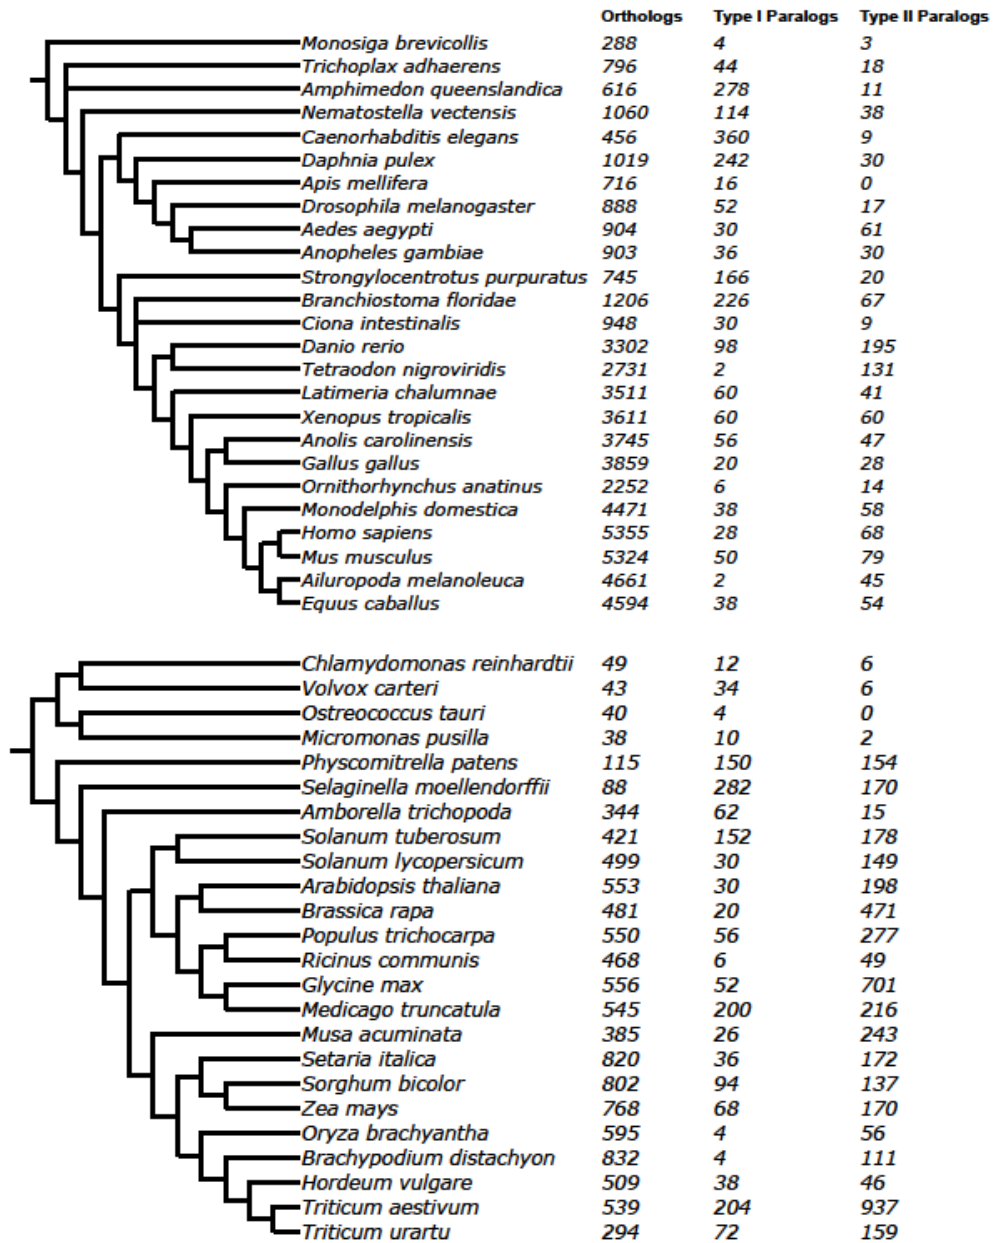 Orthologs Type I Paralogs Type II Paralogs
Monosiga brevicollis 288 4 3
Trichoplax adhaerens 796 44 18
Amphimedon queenslandica 616 278 11
Nematostella vectensis 1060 114 38
Caenorhabditis elegans 456 360 9
Daphnia pulex 1019 242 30
Apis mellifera 716 16 0
Drosophila melanogaster 888 52 17
Aedes aegypti 904 30 61
Anopheles gambiae 903 36 30
Strongylocentrotus purpuratus 745 166 20
Branchiostoma floridae 1206 226 67
Ciona intestinalis 948 30 9
Danio rerio 3302 98 195
Tetraodon nigroviridis 2731 2 131
Latimeria chalumnae 3511 60 41
Xenopus tropicalis 3611 60 60
Anolis carolinensis 3745 56 47
Gallus gallus 3859 20 28
Ornithorhynchus anatinus 2252 6 14
Monodelphis domestica 4471 38 58
Homo sapiens 5355 28 68
Mus musculus 5324 50 79
Ailuropoda melanoleuca 4661 2 45
Equus caballus 4594 38 54
Chlamydomonas reinhardtii 49 12 6
Volvox carteri 43 34 6
Ostreococcus tauri 40 4 0
Micromonas pusilla 38 10 2
Physcomitrella patens 115 150 154
Selaginella moellendorffii 88 282 170
Amborella trichopoda 344 62 15
Solanum tuberosum 421 152 178
Solanum lycopersicum 499 30 149
Arabidopsis thaliana 553 30 198
Brassica rapa 481 20 471
Populus trichocarpa 550 56 277
Ricinus communis 468 6 49
Glycine max 556 52 701
Medicago truncatula 545 200 216
Musa acuminata 385 26 243
Setaria italica 820 36 172
Sorghum bicolor 802 94 137
Zea mays 768 68 170
Oryza brachyantha 595 4 56
Brachypodium distachyon 832 4 111
Hordeum vulgare 509 38 46
Triticum aestivum 539 204 937
Triticum urartu 294 72 159